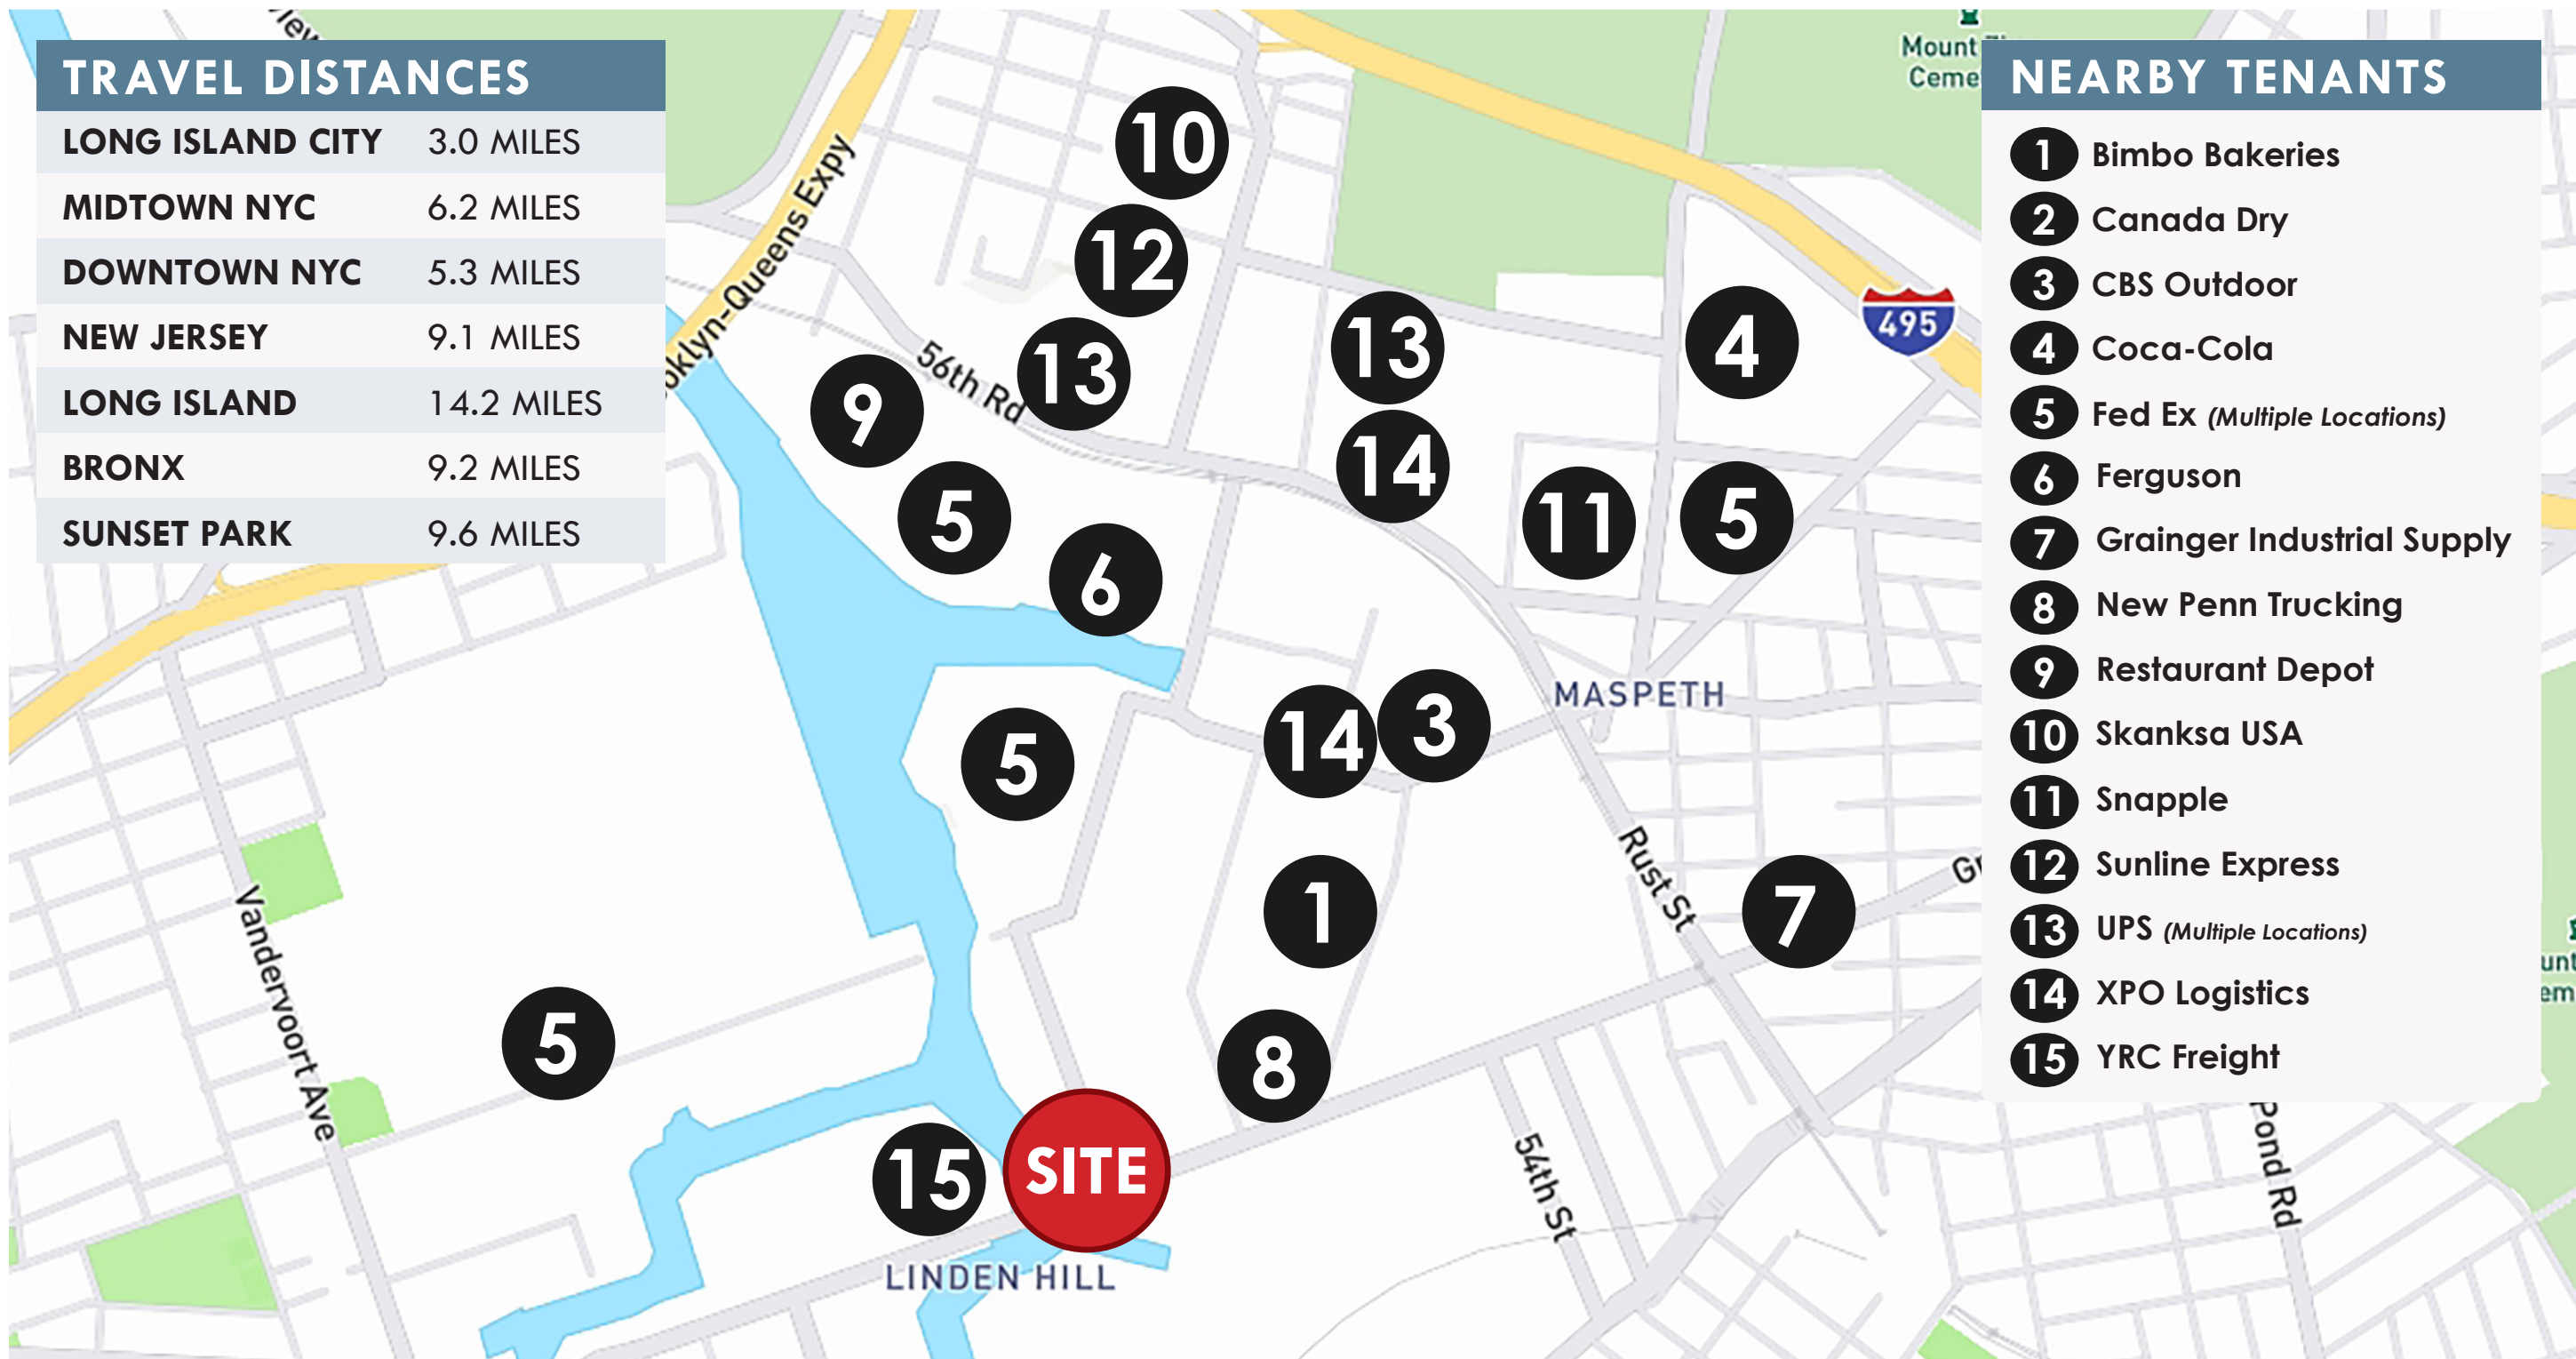 TRAVEL DISTANCES
LONG ISLAND CITY 3.0 MILES
MIDTOWN NYC 6.2 MILES
DOWNTOWN NYC 5.3 MILES
NEW JERSEY 9.1 MILES
LONG ISLAND 14.2 MILES
BRONX 9.2 MILES
SUNSET PARK 9.6 MILES
NEARBY TENANTS
1 Bimbo Bakeries
2 Canada Dry
3 CBS Outdoor
4 Coca-Cola
5 Fed Ex (Multiple Locations)
6 Ferguson
7 Grainger Industrial Supply
8 New Penn Trucking
9 Restaurant Depot
10 Skanksa USA
11 Snapple
12 Sunline Express
13 UPS (Multiple Locations)
14 XPO Logistics
15 YRC Freight
Mount
10
12
13
13
4
495
9
56th Rd
14
5
11
5
6
oklyn-Queens Expy
MASPETH
14
3
5
1
7
Rust St
Vandervoort Ave
5
8
15
SITE
54th St
Pond Rd
LINDEN HILL